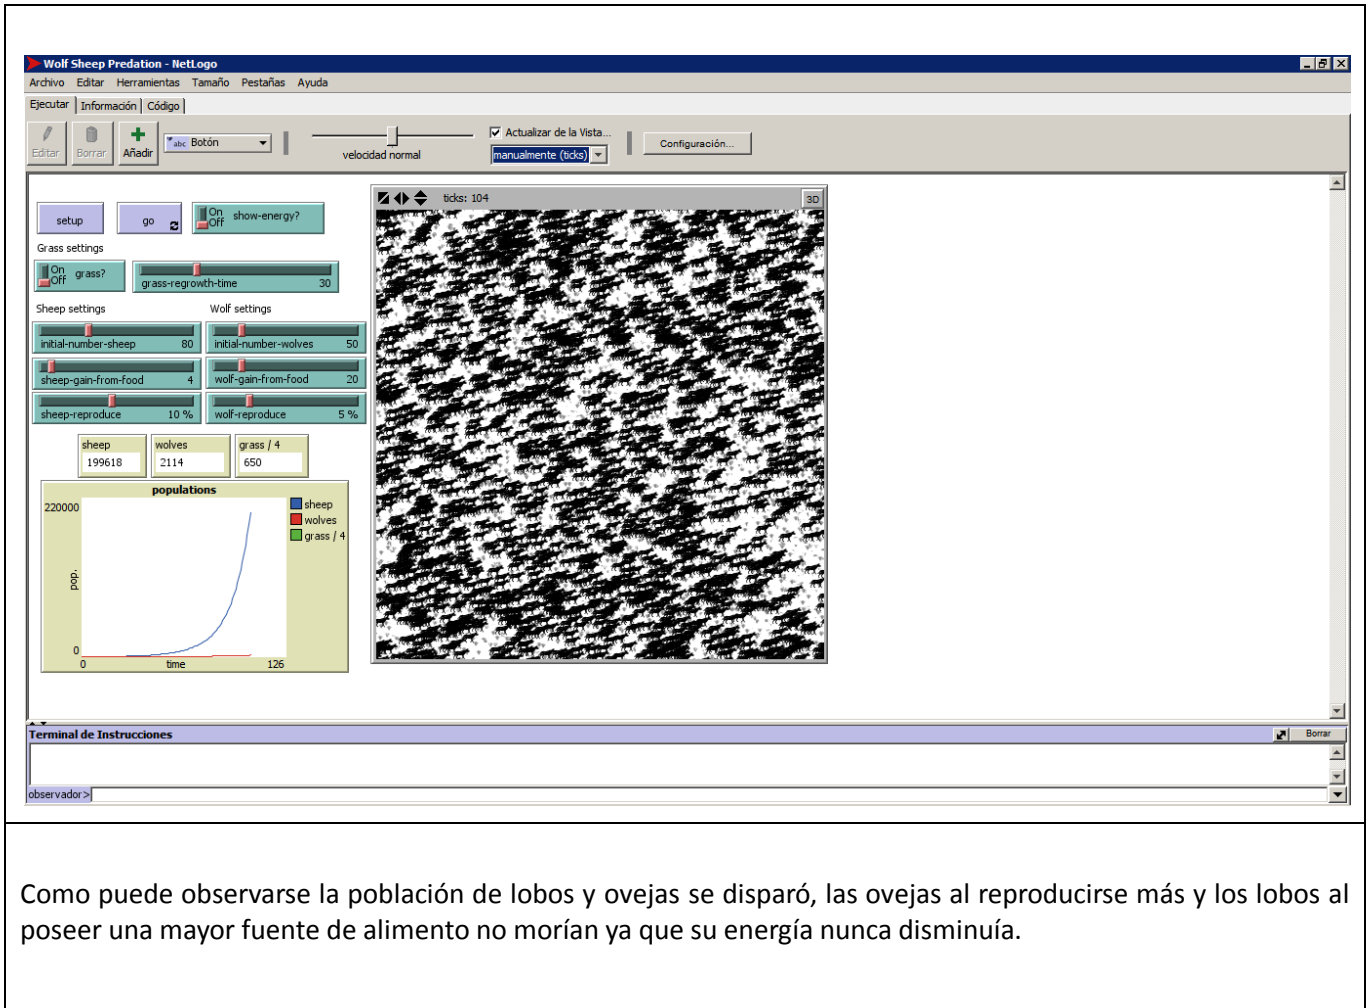 Wolf Sheep Predation - NetLogo
Archivo Editar Herramientas Tamaño Pestañas Ayuda
Ejecutar Información Código
Editar Borrar Añadir abc Botón velocidad normal Actualizar de la Vista... manualmente (ticks) Configuración...
ticks: 104 3D
setup go On Off show-energy?
Grass settings
On Off grass? grass-regrowth-time 30
Sheep settings Wolf settings
initial-number-sheep 80 initial-number-wolves 50
sheep-gain-from-food 4 wolf-gain-from-food 20
sheep-reproduce 10 % wolf-reproduce 5 %
sheep wolves grass / 4
199618 2114 650
populations
220000 sheep
wolves
grass / 4
pop.
0
0 time 126
Terminal de Instrucciones Borrar
observador>
Como puede observarse la población de lobos y ovejas se disparó, las ovejas al reproducirse más y los lobos al
poseer una mayor fuente de alimento no morían ya que su energía nunca disminuía.